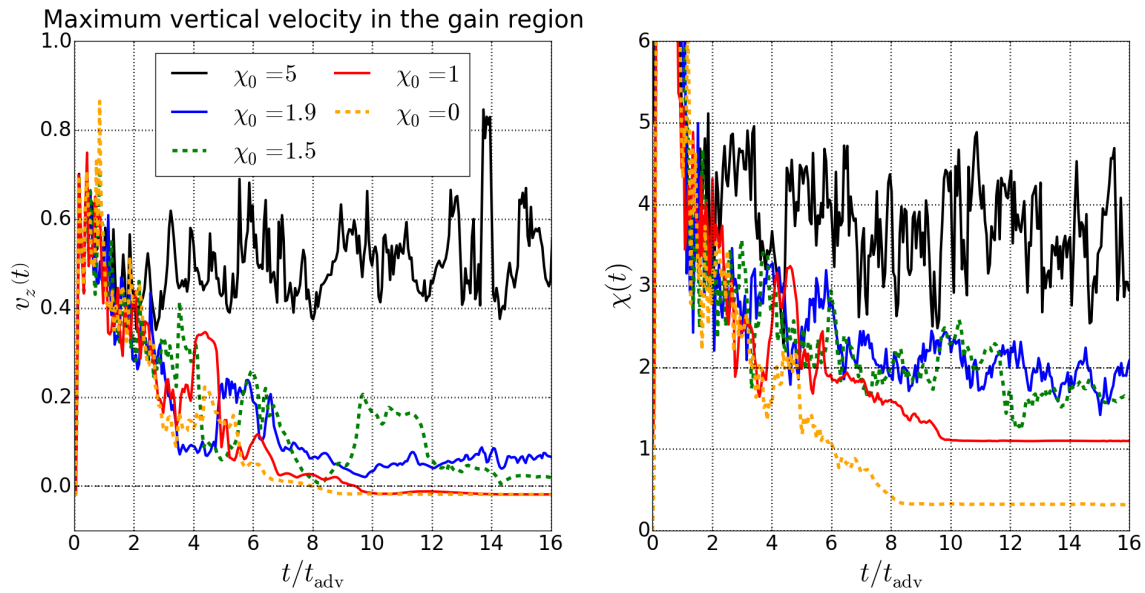 Maximum vertical velocity in the gain region
1.0
0.8
0.6
0.4
0.2
0.0
v_z(t)
χ_0 = 5
χ_0 = 1.9
χ_0 = 1.5
χ_0 = 1
χ_0 = 0
0 2 4 6 8 10 12 14 16
t/t_adv
6
5
4
3
2
1
0
χ(t)
0 2 4 6 8 10 12 14 16
t/t_adv